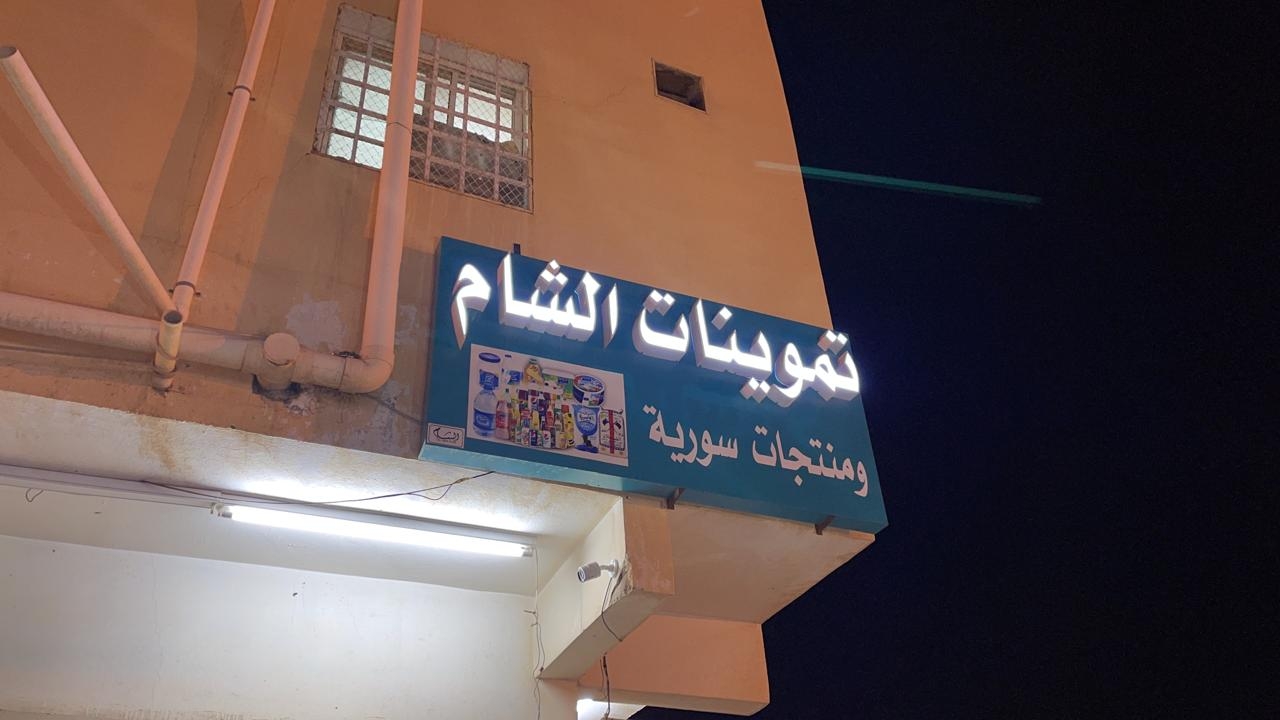 تموينات الشام
ومنتجات سورية